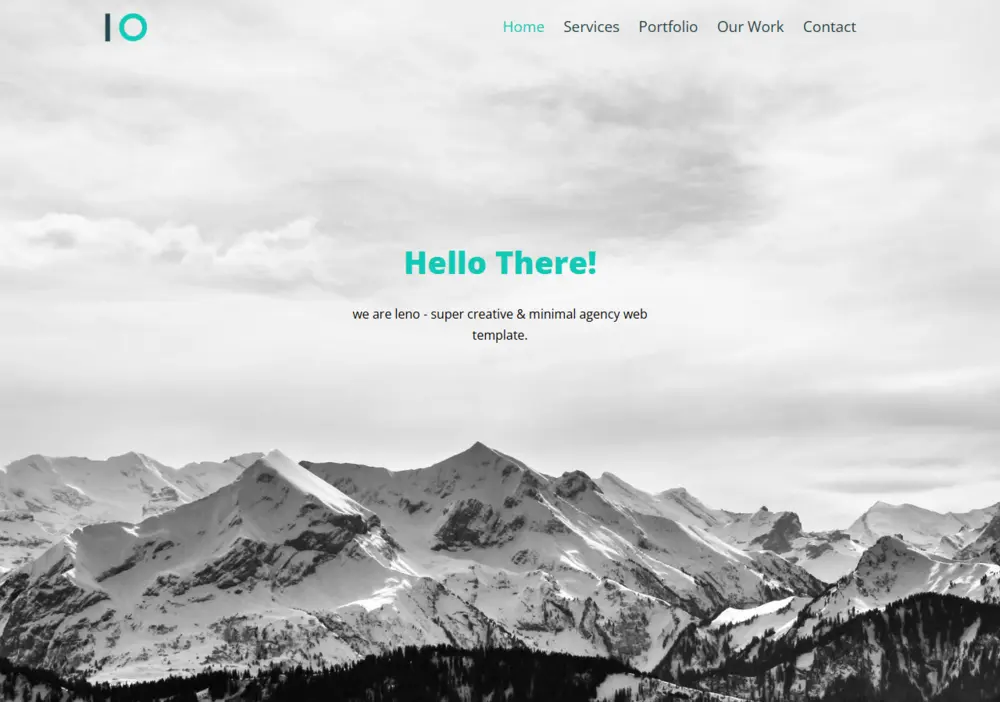 IO
Home Services Portfolio Our Work Contact
Hello There!
we are leno - super creative & minimal agency web
template.